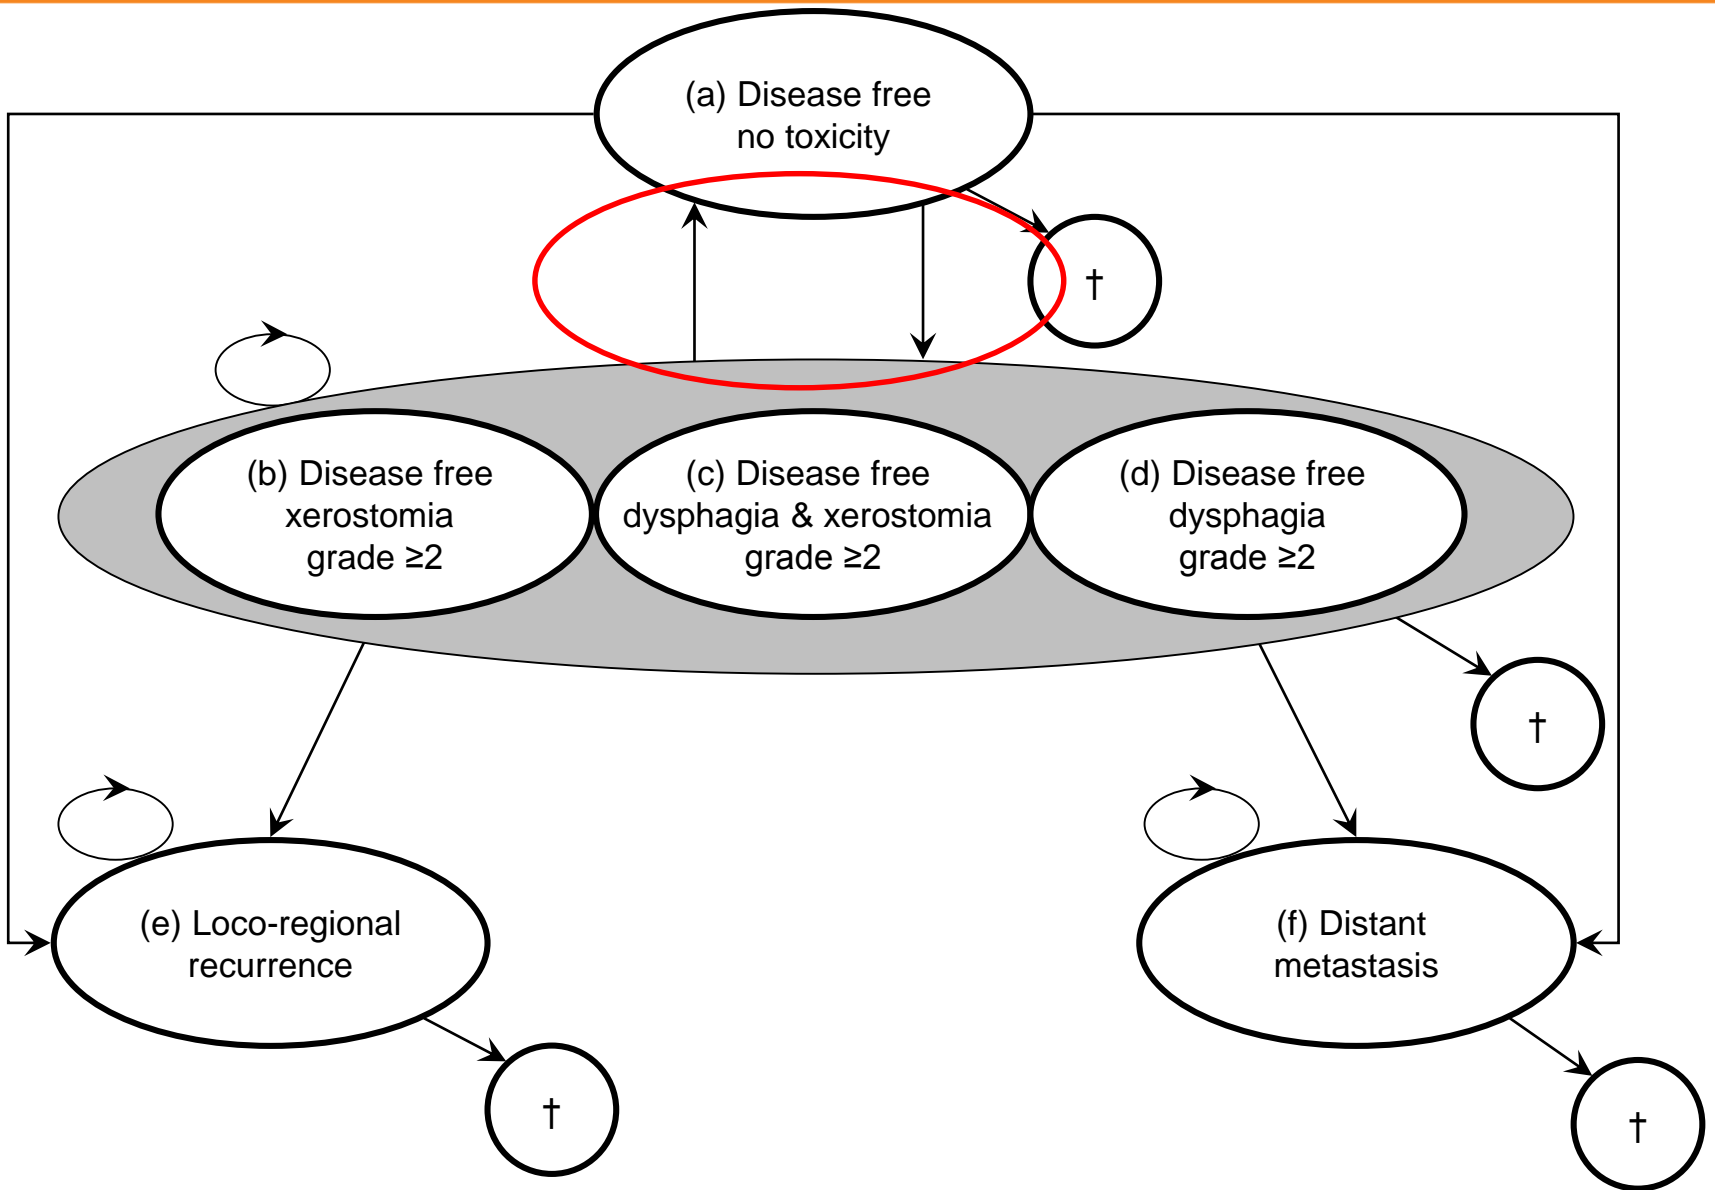 (a) Disease free
no toxicity
†
(b) Disease free
xerostomia
grade ≥2
(c) Disease free
dysphagia & xerostomia
grade ≥2
(d) Disease free
dysphagia
grade ≥2
†
(e) Loco-regional
recurrence
(f) Distant
metastasis
†
†